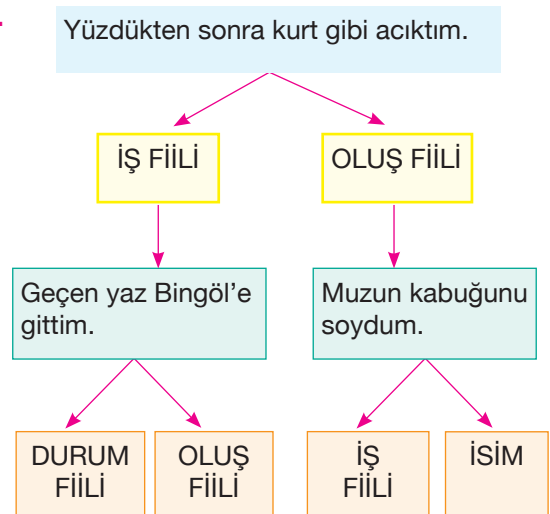 Yüzdükten sonra kurt gibi acıktım.
İŞ FİİLİ
OLUŞ FİİLİ
Geçen yaz Bingöl’e
gittim.
Muzun kabuğunu
soydum.
DURUM
FİİLİ
OLUŞ
FİİLİ
İŞ
FİİLİ
İSİM